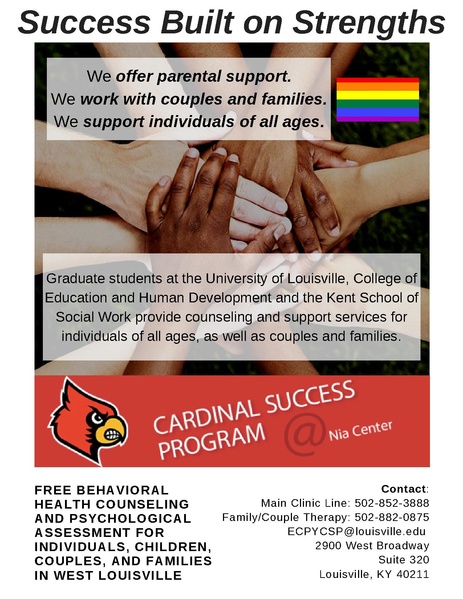 Success Built on Strengths
We offer parental support.
We work with couples and families.
We support individuals of all ages.
Graduate students at the University of Louisville, College of
Education and Human Development and the Kent School of
Social Work provide counseling and support services for
individuals of all ages, as well as couples and families.
CARDINAL SUCCESS
PROGRAM @ Nia Center
FREE BEHAVIORAL
HEALTH COUNSELING
AND PSYCHOLOGICAL
ASSESSMENT FOR
INDIVIDUALS, CHILDREN,
COUPLES, AND FAMILIES
IN WEST LOUISVILLE
Contact:
Main Clinic Line: 502-852-3888
Family/Couple Therapy: 502-882-0875
ECPYCSP@louisville.edu
2900 West Broadway
Suite 320
Louisville, KY 40211